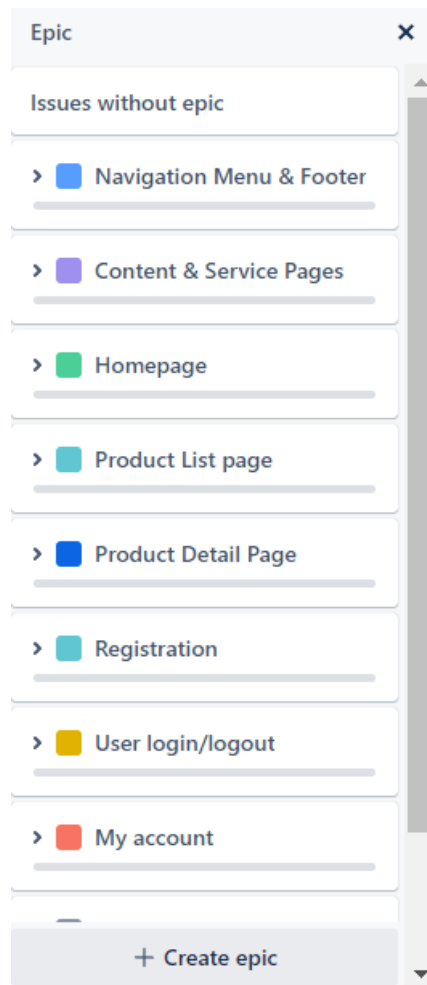 Epic
Issues without epic
Navigation Menu & Footer
Content & Service Pages
Homepage
Product List page
Product Detail Page
Registration
User login/logout
My account
+ Create epic